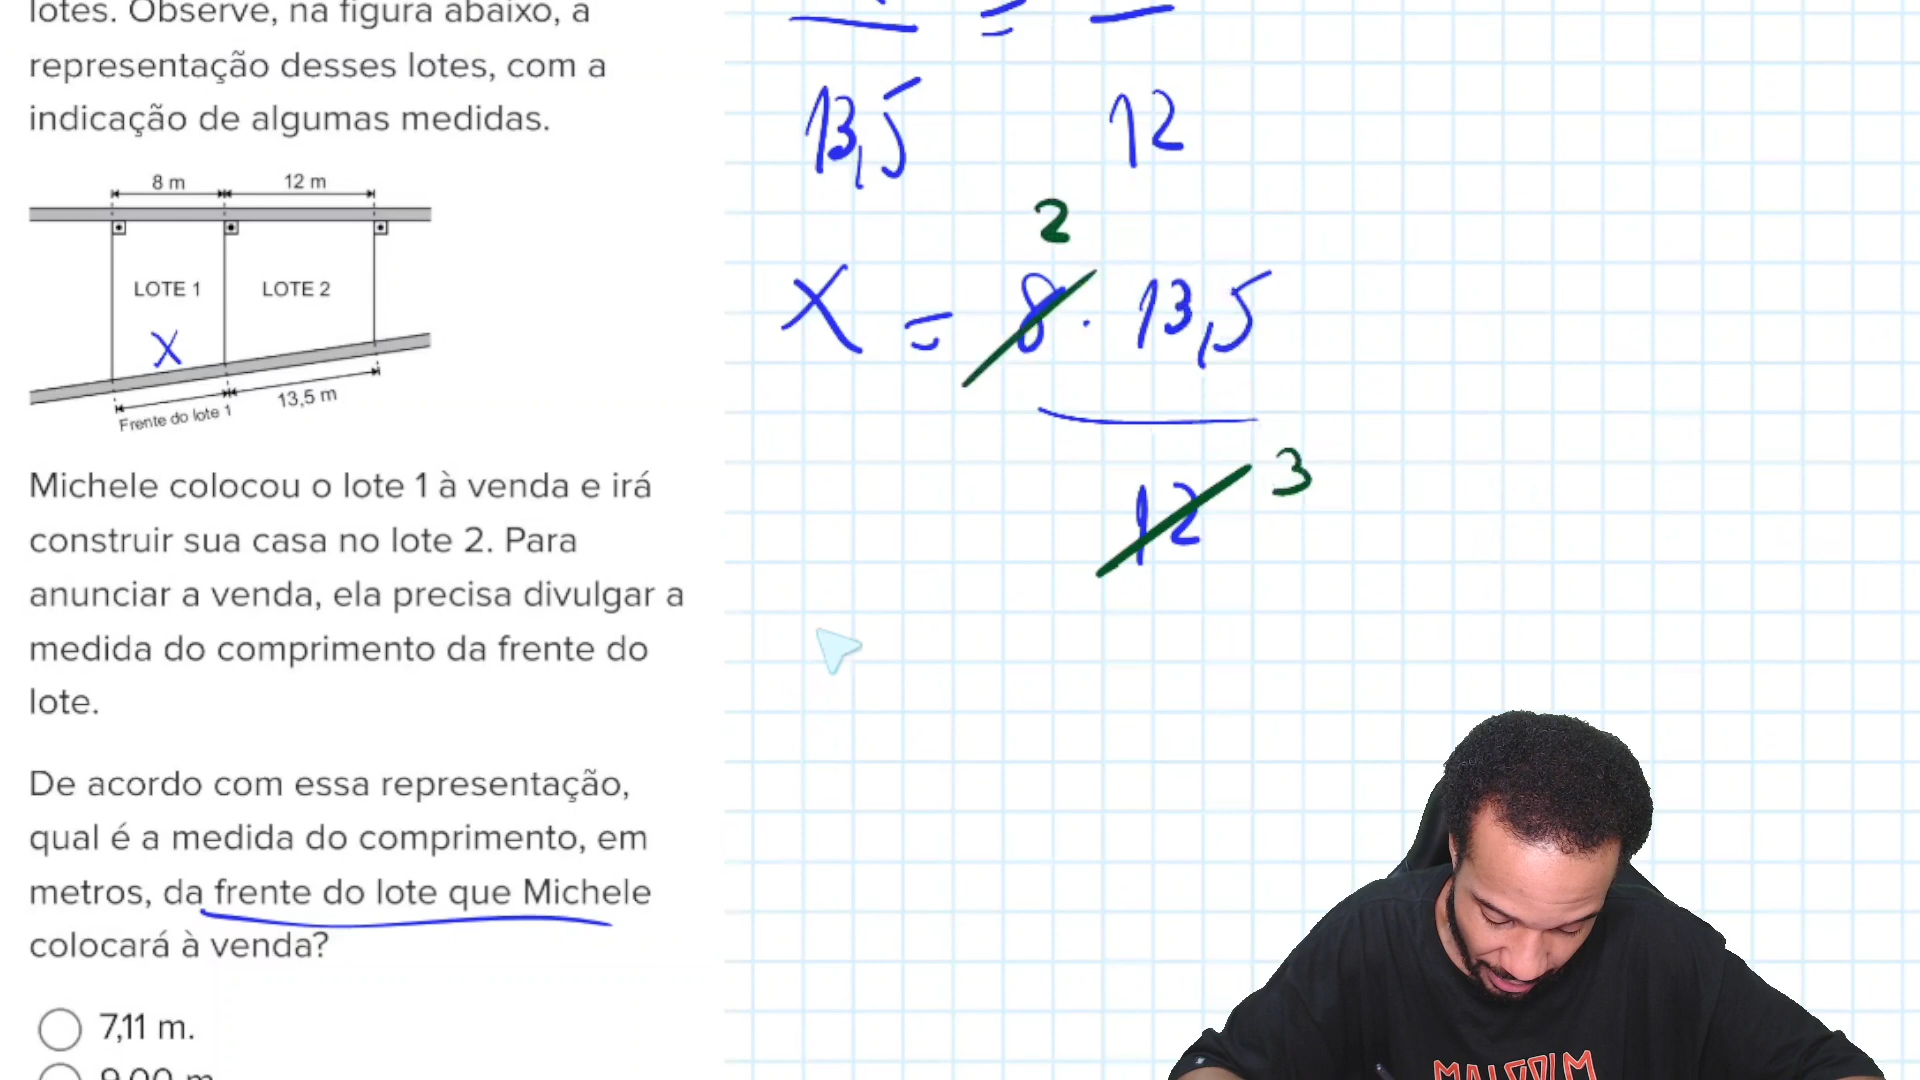 lotes. Observe, na figura abaixo, a
representação desses lotes, com a
indicação de algumas medidas.
8 m 12 m
LOTE 1 LOTE 2
X
Frente do lote 1 13,5 m
Michele colocou o lote 1 à venda e irá
construir sua casa no lote 2. Para
anunciar a venda, ela precisa divulgar a
medida do comprimento da frente do
lote.
De acordo com essa representação,
qual é a medida do comprimento, em
metros, da frente do lote que Michele
colocará à venda?
7,11 m.
=
13,5 12
2
X = 8 . 13,5
12 3